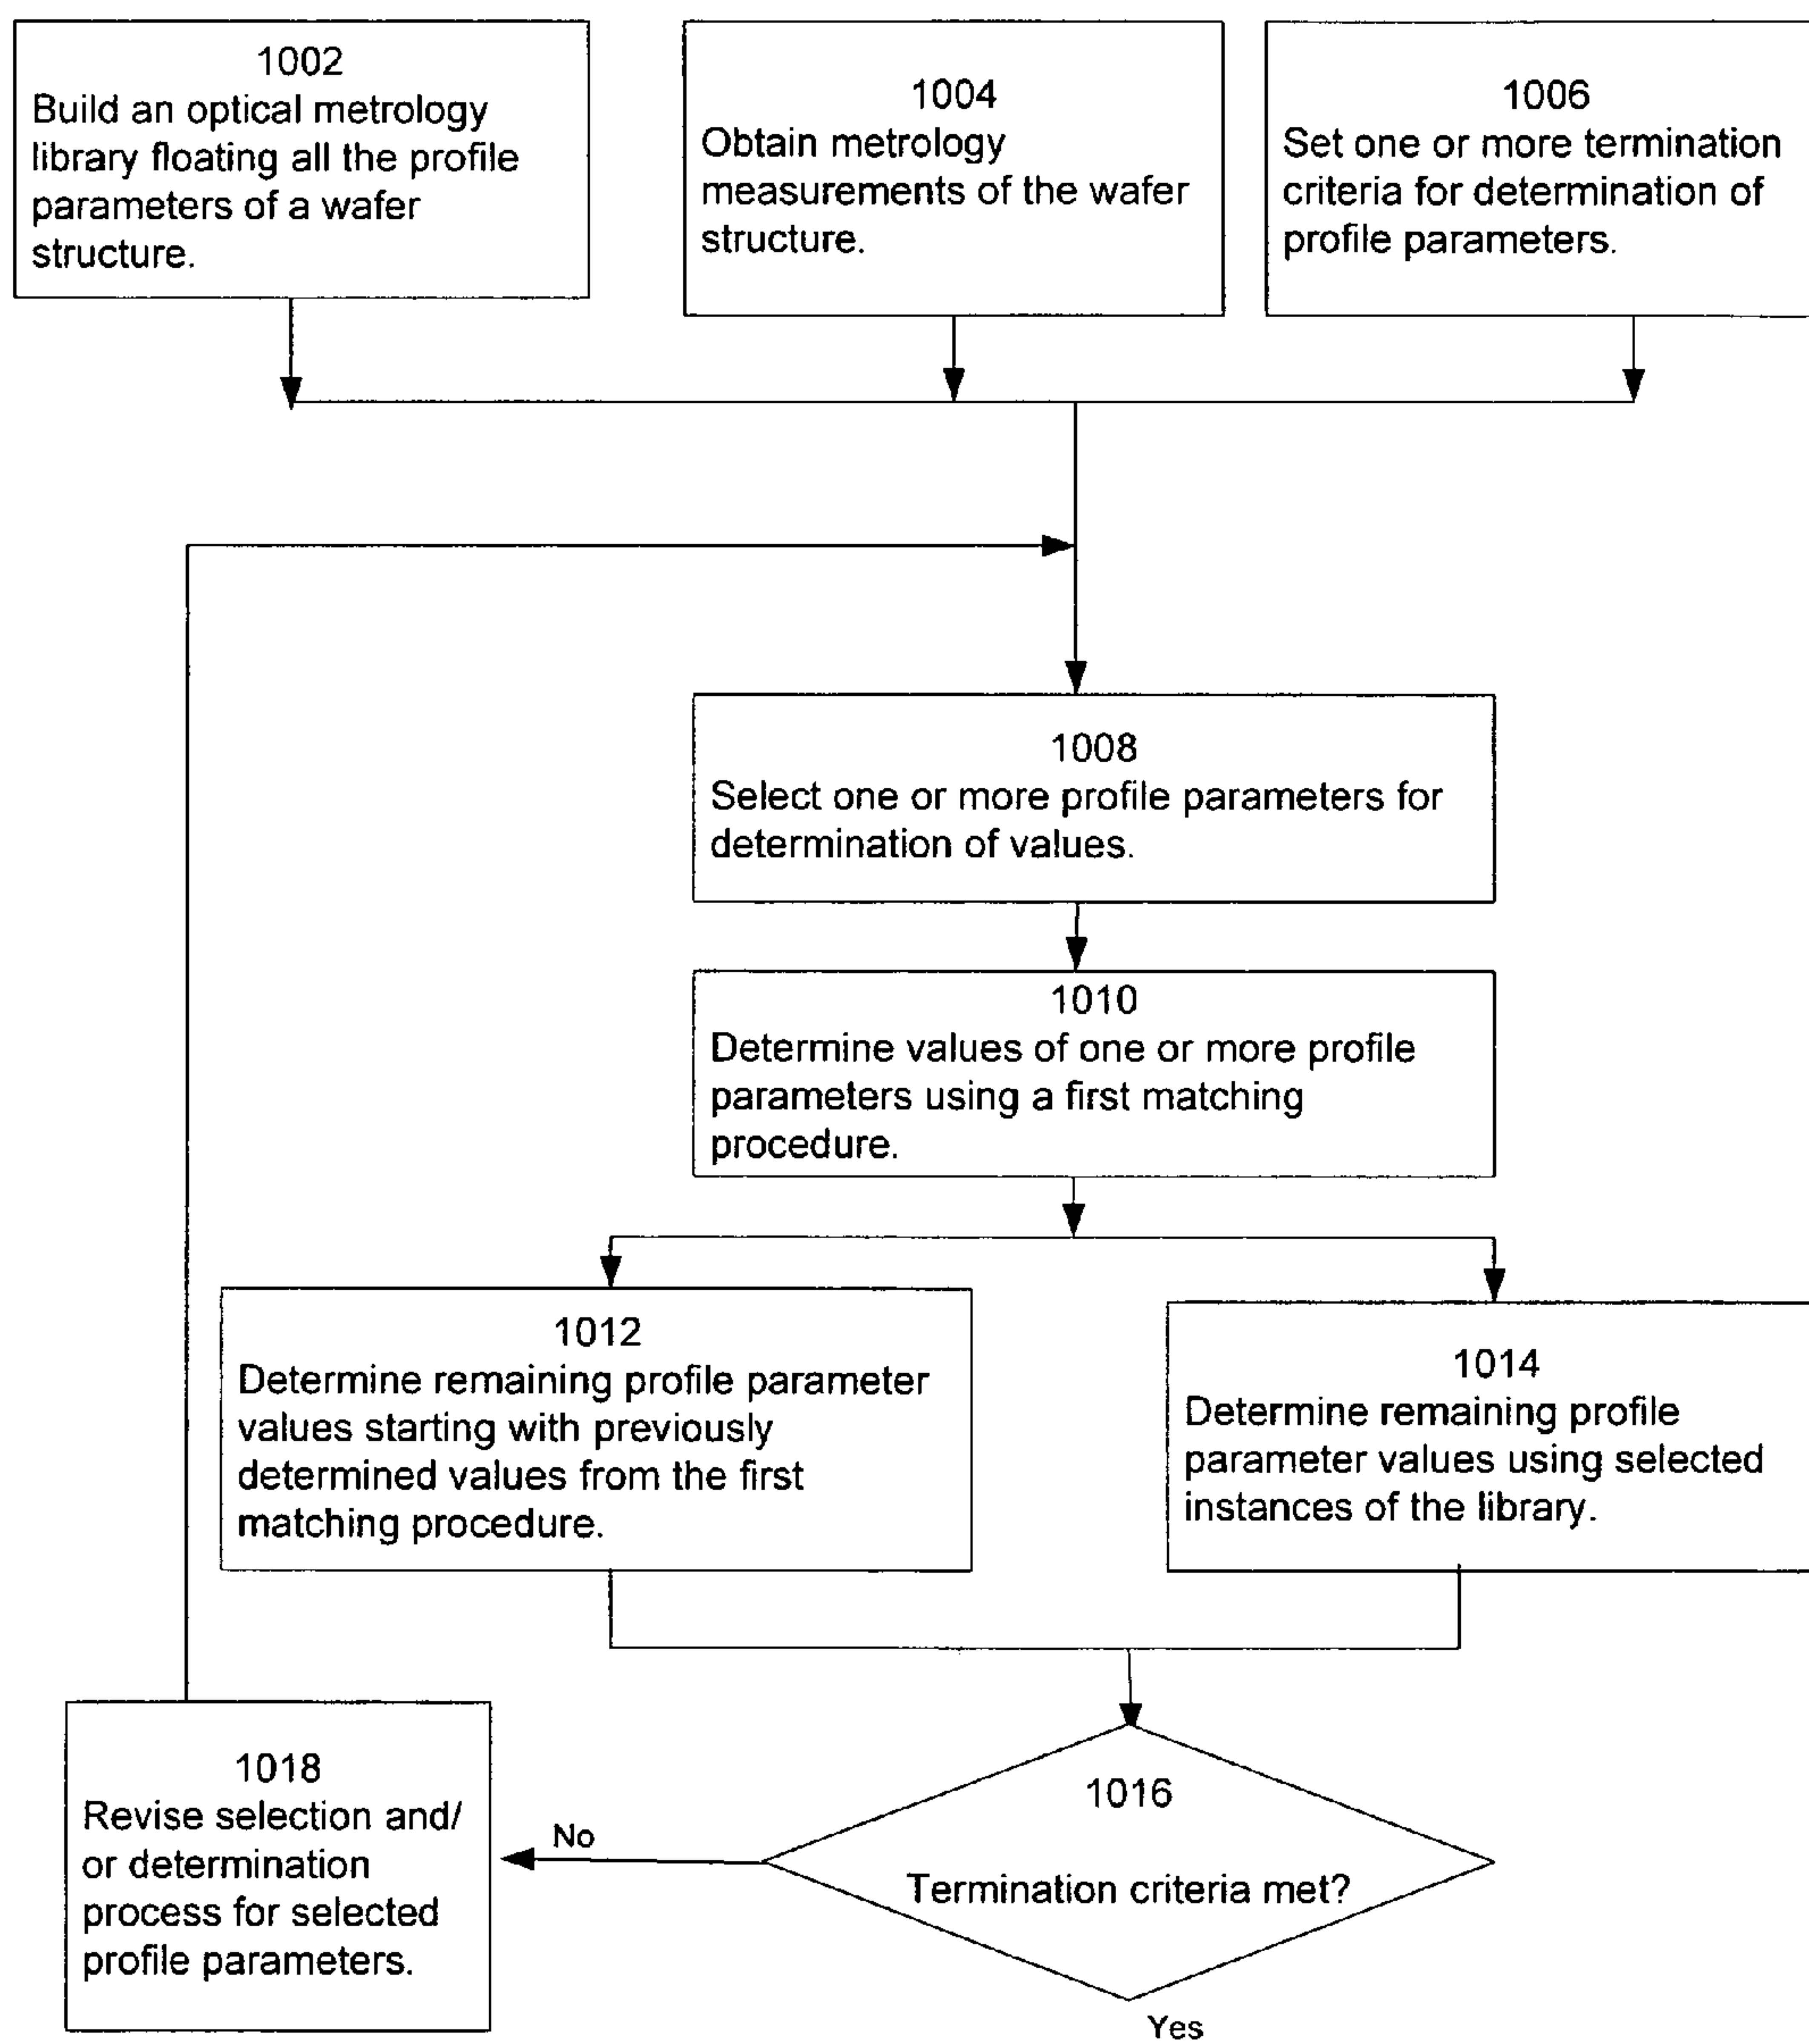 1002
Build an optical metrology
library floating all the profile
parameters of a wafer
structure.
1004
Obtain metrology
measurements of the wafer
structure.
1006
Set one or more termination
criteria for determination of
profile parameters.
1008
Select one or more profile parameters for
determination of values.
1010
Determine values of one or more profile
parameters using a first matching
procedure.
1012
Determine remaining profile parameter
values starting with previously
determined values from the first
matching procedure.
1014
Determine remaining profile
parameter values using selected
instances of the library.
1016
Termination criteria met?
No
1018
Revise selection and/
or determination
process for selected
profile parameters.
Yes